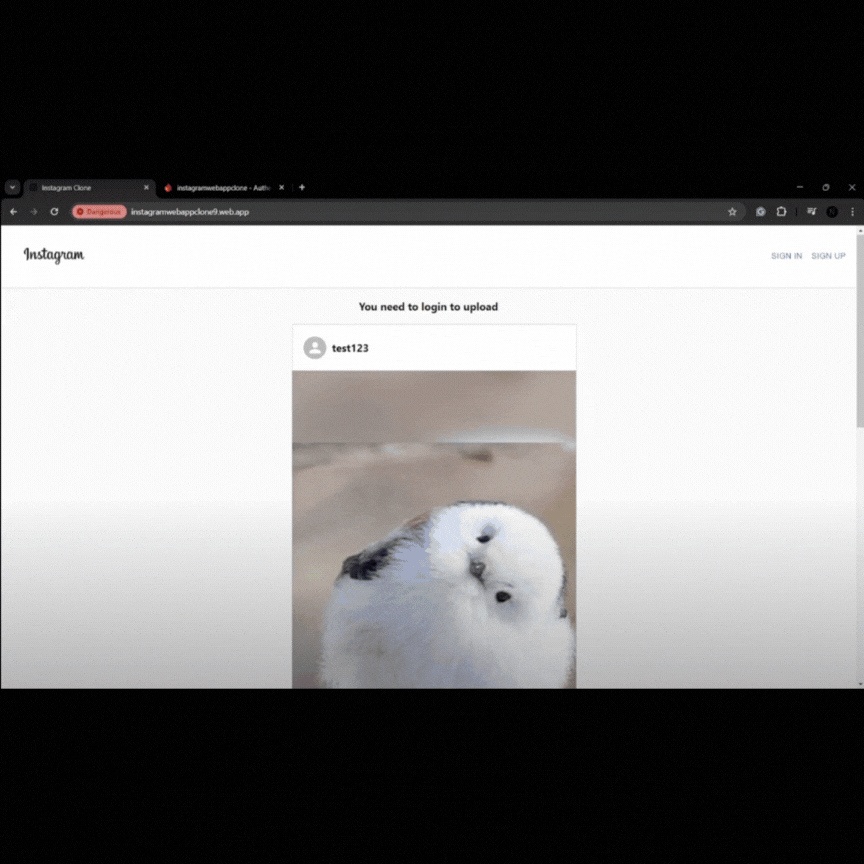 Instagram Clone
instagramwebappclone - Auth
Dangerous
instagramwebappclone9.web.app
Instagram
SIGN IN
SIGN UP
You need to login to upload
test123